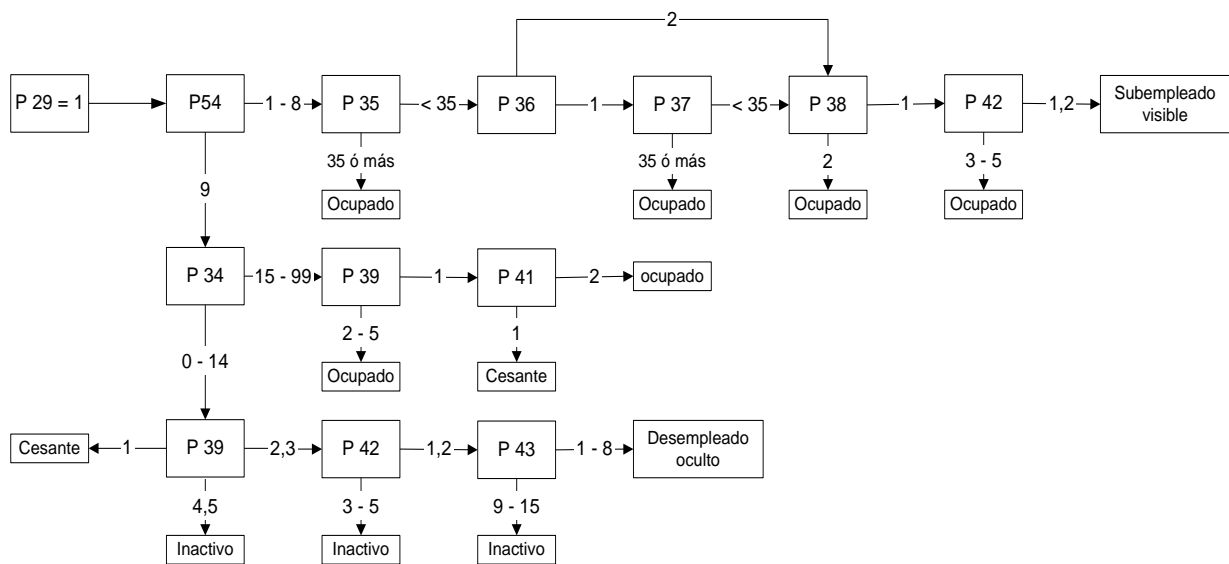 2
P 29 = 1
P54
1 - 8
P 35
< 35
P 36
1
P 37
< 35
P 38
1
P 42
1,2
Subempleado
visible
9
35 ó más
35 ó más
2
3 - 5
Ocupado
Ocupado
Ocupado
Ocupado
P 34
15 - 99
P 39
1
P 41
2
ocupado
0 - 14
2 - 5
1
Ocupado
Cesante
Cesante
1
P 39
2,3
P 42
1,2
P 43
1 - 8
Desempleado
oculto
4,5
3 - 5
9 - 15
Inactivo
Inactivo
Inactivo